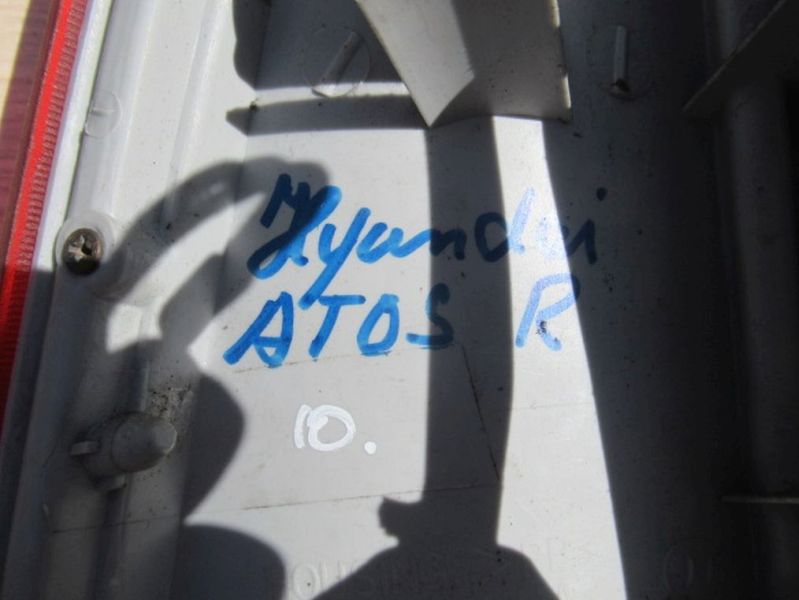 Hyundai
ATOS R
10.